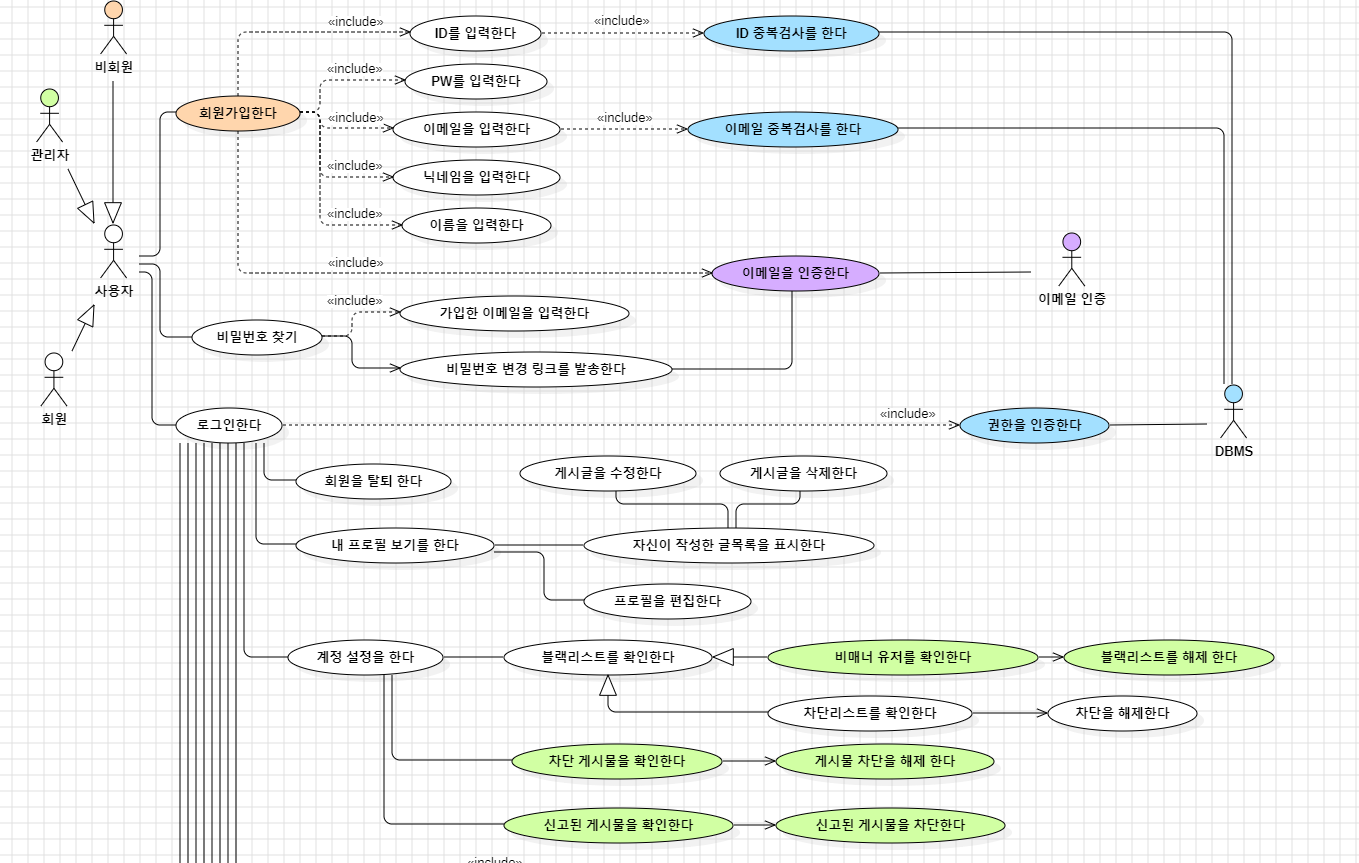 «include»
ID를 입력한다
«include»
ID 중복검사를 한다
비회원
«include»
PW를 입력한다
회원가입한다
«include»
이메일을 입력한다
«include»
이메일 중복검사를 한다
관리자
«include»
닉네임을 입력한다
«include»
이름을 입력한다
사용자
«include»
이메일을 인증한다
이메일 인증
«include»
가입한 이메일을 입력한다
비밀번호 찾기
비밀번호 변경 링크를 발송한다
회원
로그인한다
«include»
권한을 인증한다
DBMS
회원을 탈퇴 한다
게시글을 수정한다
게시글을 삭제한다
내 프로필 보기를 한다
자신이 작성한 글목록을 표시한다
프로필을 편집한다
계정 설정을 한다
블랙리스트를 확인한다
비매너 유저를 확인한다
블랙리스트를 해제 한다
차단리스트를 확인한다
차단을 해제한다
차단 게시물을 확인한다
게시물 차단을 해제 한다
신고된 게시물을 확인한다
신고된 게시물을 차단한다
«include»